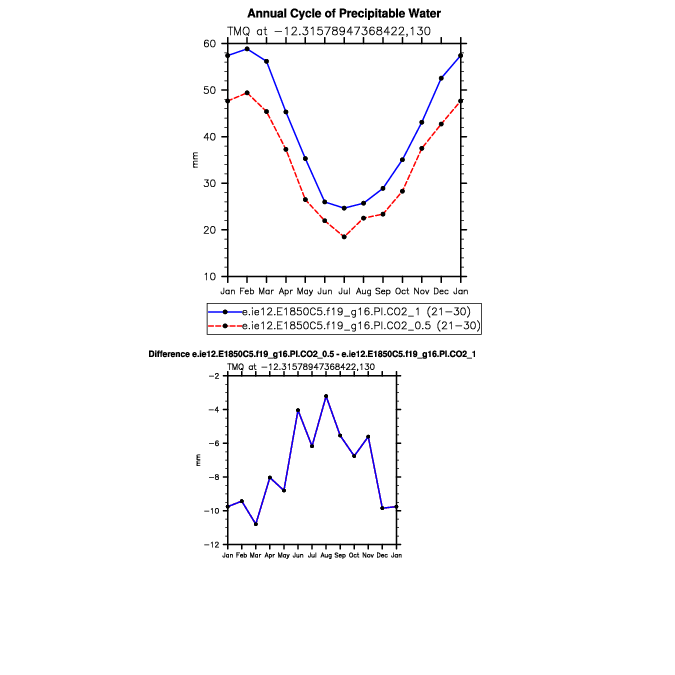 Annual Cycle of Precipitable Water
TMQ at −12.31578947368422,130
60
50
40
30
20
10
mm
Jan Feb Mar Apr May Jun Jul Aug Sep Oct Nov Dec Jan
e.ie12.E1850C5.f19_g16.PI.CO2_1 (21−30)
e.ie12.E1850C5.f19_g16.PI.CO2_0.5 (21−30)
Difference e.ie12.E1850C5.f19_g16.PI.CO2_0.5 - e.ie12.E1850C5.f19_g16.PI.CO2_1
TMQ at −12.31578947368422,130
−2
−4
−6
−8
−10
−12
mm
Jan Feb Mar Apr May Jun Jul Aug Sep Oct Nov Dec Jan